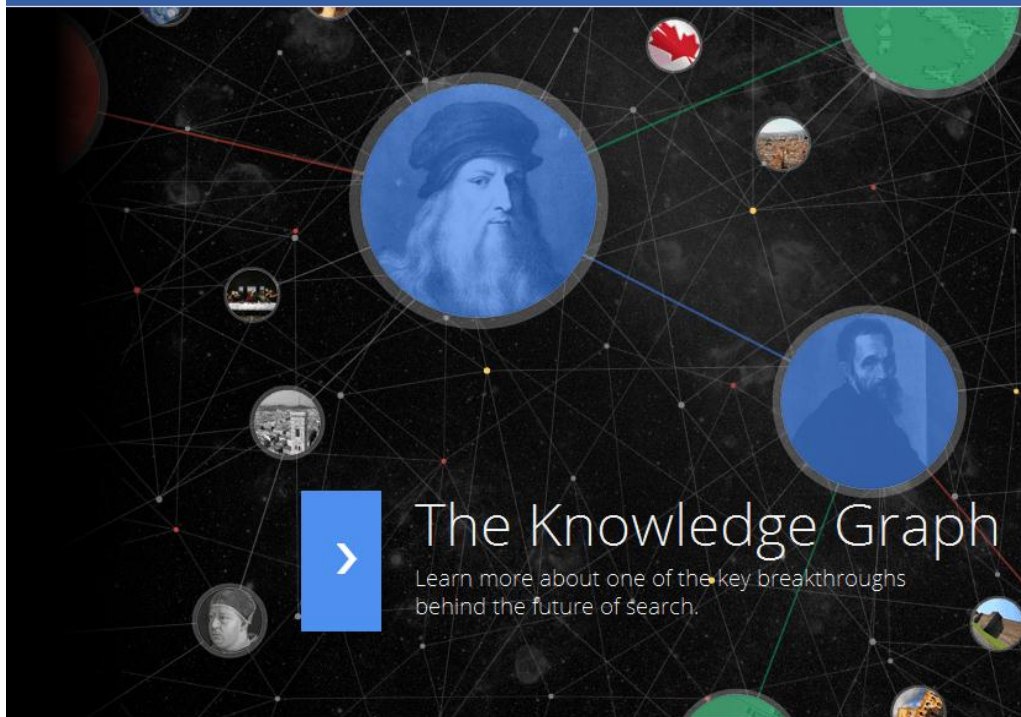 The Knowledge Graph
Learn more about one of the key breakthroughs
behind the future of search.